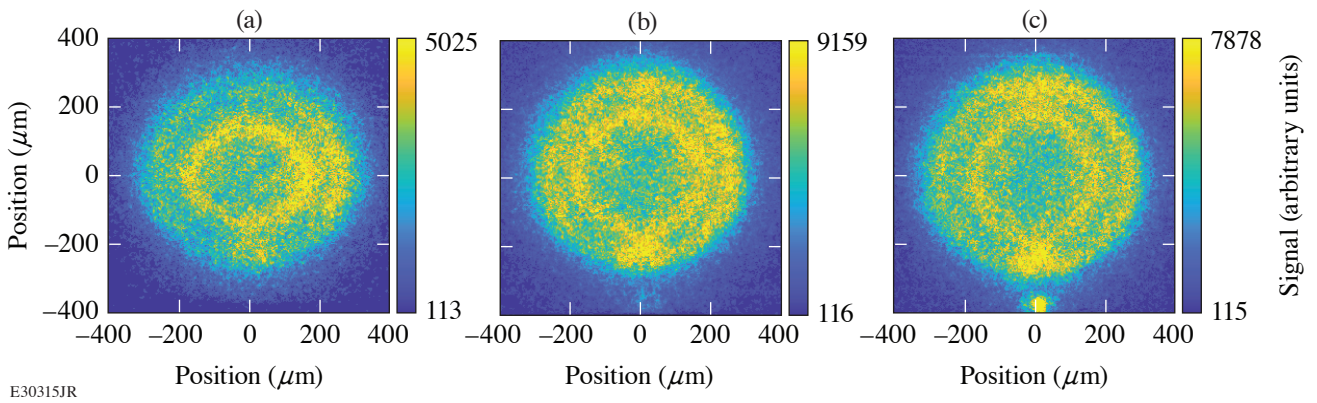 (a)
(b)
(c)
Position (μm)
400
200
0
−200
−400
−400 −200 0 200 400
Position (μm)
5025
113
−400 −200 0 200 400
Position (μm)
9159
116
−400 −200 0 200 400
Position (μm)
7878
115
Signal (arbitrary units)
E30315JR